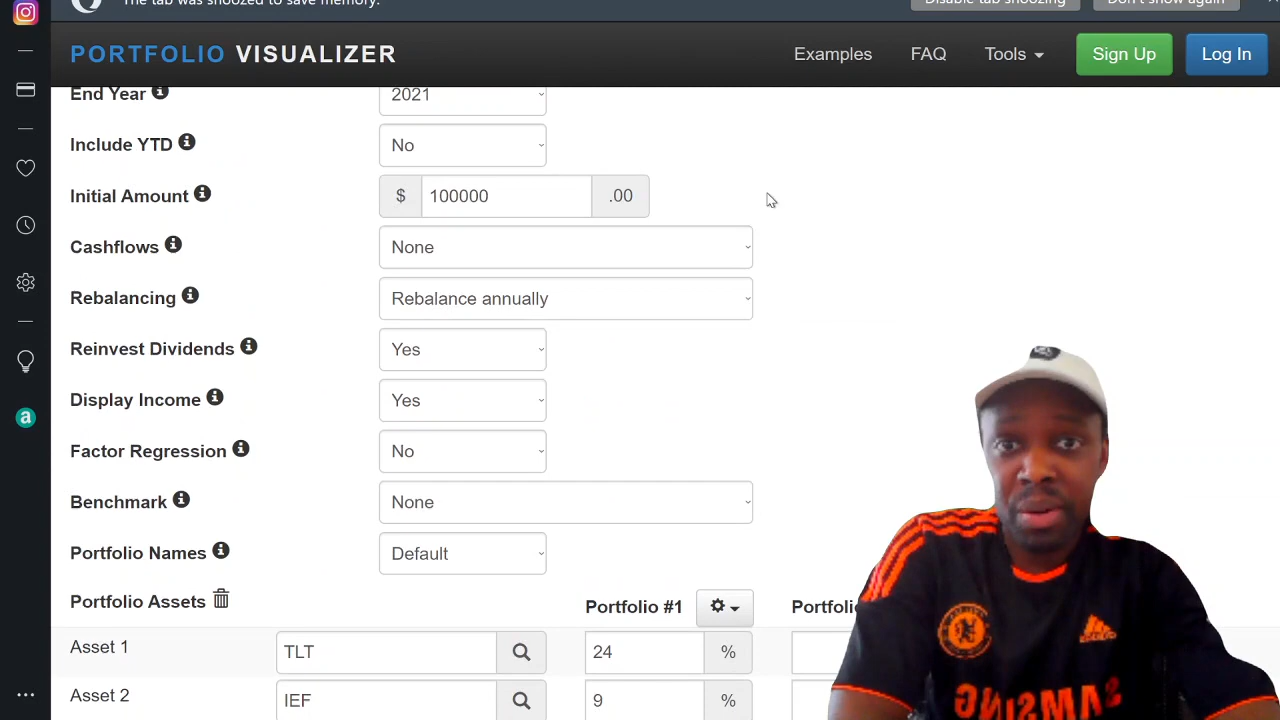 The tab was snoozed to save memory.
Disable tab snoozing
Don't show again
PORTFOLIO VISUALIZER
Examples
FAQ
Tools
Sign Up
Log In
End Year
2021
Include YTD
No
Initial Amount
$ 100000 .00
Cashflows
None
Rebalancing
Rebalance annually
Reinvest Dividends
Yes
Display Income
Yes
Factor Regression
No
Benchmark
None
Portfolio Names
Default
Portfolio Assets
Portfolio #1
Portfolio
Asset 1
TLT
24 %
Asset 2
IEF
9 %
a
adidas
SAMSUNG